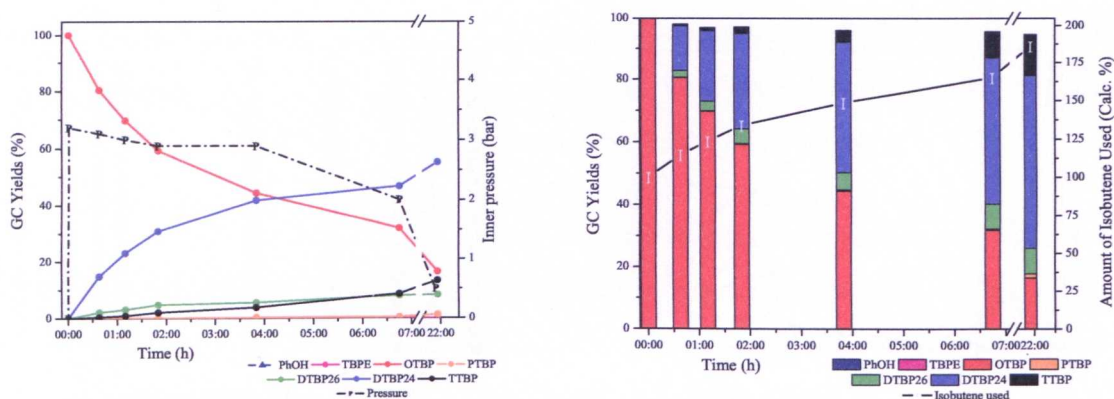 100
80
60
40
20
0
GC Yields (%)
5
4
3
2
1
0
Inner pressure (bar)
00:00 01:00 02:00 03:00 04:00 05:00 06:00 07:00 22:00
Time (h)
PhOH TBPE OTBP PTBP
DTBP26 DTBP24 TTBP
Pressure
100
80
60
40
20
0
GC Yields (%)
200
175
150
125
100
75
50
25
0
Amount of Isobutene Used (Calc. %)
00:00 01:00 02:00 03:00 04:00 05:00 06:00 07:00 22:00
Time (h)
PhOH TBPE OTBP PTBP
DTBP26 DTBP24 TTBP
Isobutene used